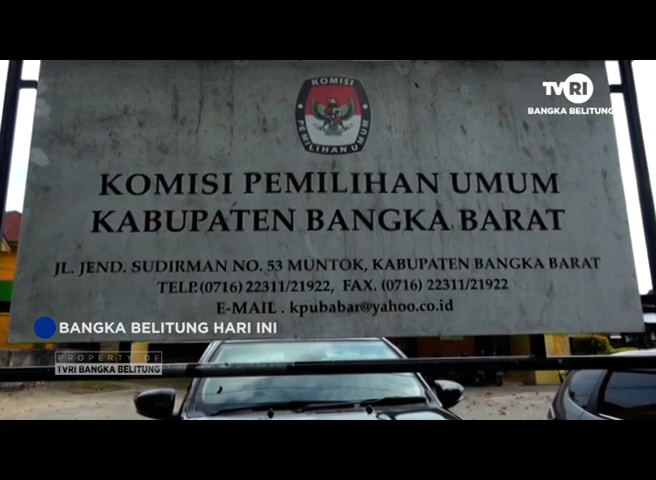 TVRI
BANGKA BELITUNG
KOMISI
PEMILIHAN UMUM
KOMISI PEMILIHAN UMUM
KABUPATEN BANGKA BARAT
JL. JEND. SUDIRMAN NO. 53 MUNTOK, KABUPATEN BANGKA BARAT
TELP. (0716) 22311/21922, FAX. (0716) 22311/21922
E-MAIL . kpubabar@yahoo.co.id
BANGKA BELITUNG HARI INI
PROPERTY OF
TVRI BANGKA BELITUNG